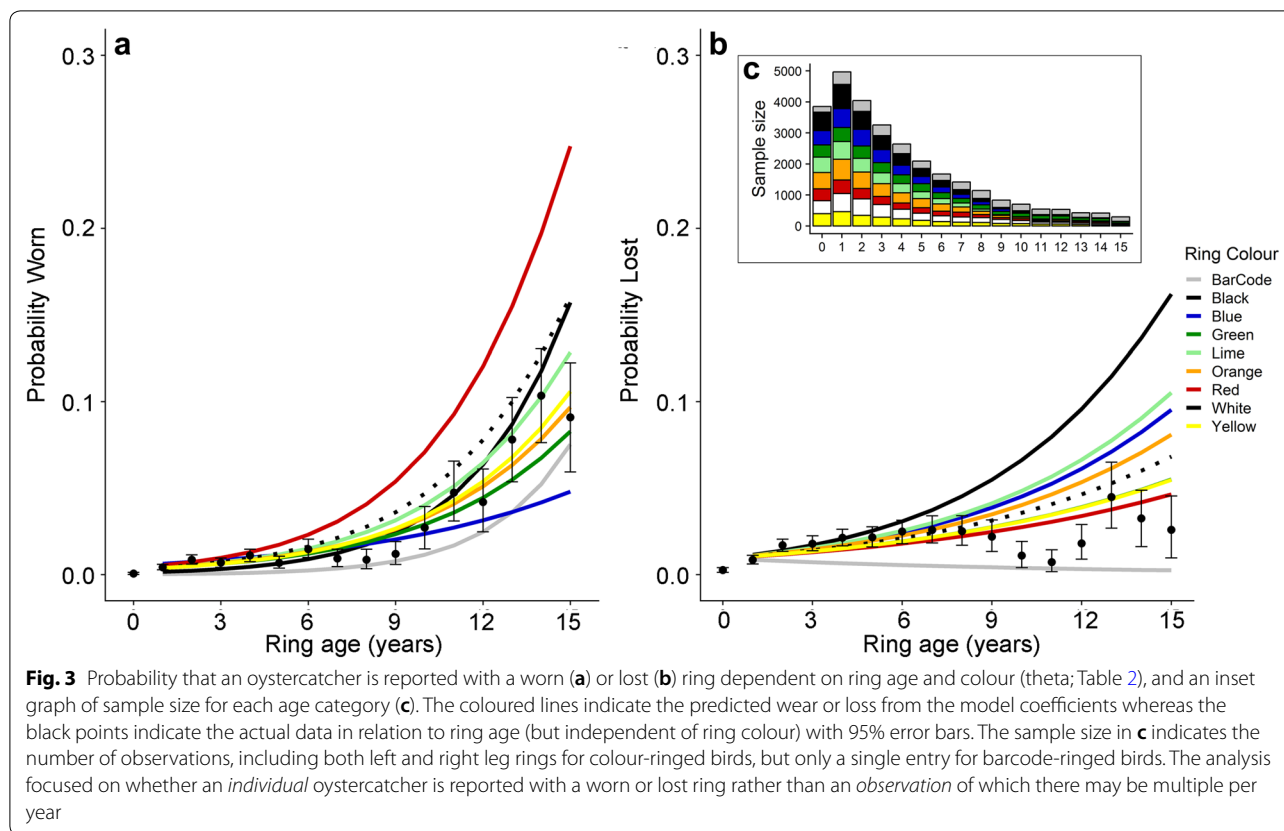 a
b
c
0.3
0.2
0.1
0.0
Probability Worn
0
3
6
9
12
15
Ring age (years)
0.3
0.2
0.1
0.0
Probability Lost
0
3
6
9
12
15
Ring age (years)
5000
4000
3000
2000
1000
0
Sample size
0 1 2 3 4 5 6 7 8 9 10 11 12 13 14 15
Ring Colour
BarCode
Black
Blue
Green
Lime
Orange
Red
White
Yellow
Fig. 3 Probability that an oystercatcher is reported with a worn (a) or lost (b) ring dependent on ring age and colour (theta; Table 2), and an inset
graph of sample size for each age category (c). The coloured lines indicate the predicted wear or loss from the model coefficients whereas the
black points indicate the actual data in relation to ring age (but independent of ring colour) with 95% error bars. The sample size in c indicates the
number of observations, including both left and right leg rings for colour-ringed birds, but only a single entry for barcode-ringed birds. The analysis
focused on whether an individual oystercatcher is reported with a worn or lost ring rather than an observation of which there may be multiple per
year